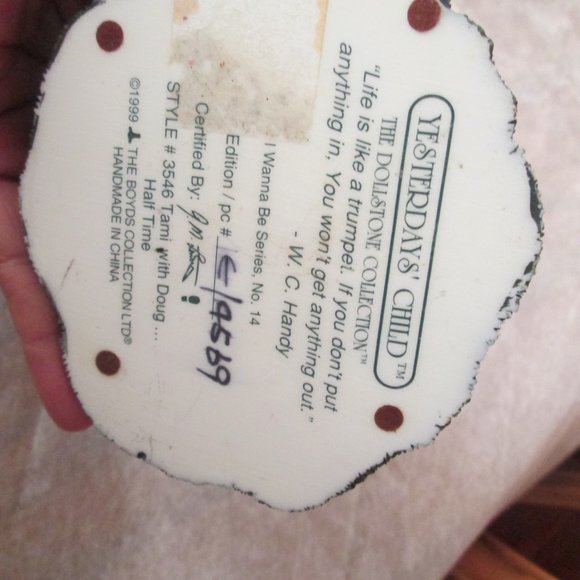 YESTERDAYS' CHILD™
THE DOLLSTONE COLLECTION™
"Life is like a trumpet. If you don't put
anything in, You won't get anything out."
- W. C. Handy
I Wanna Be Series, No. 14
Edition / pc # 1E/9569
Certified By:
STYLE # 3546 Tami with Doug ...
Half Time
©1999 THE BOYDS COLLECTION LTD®
HANDMADE IN CHINA